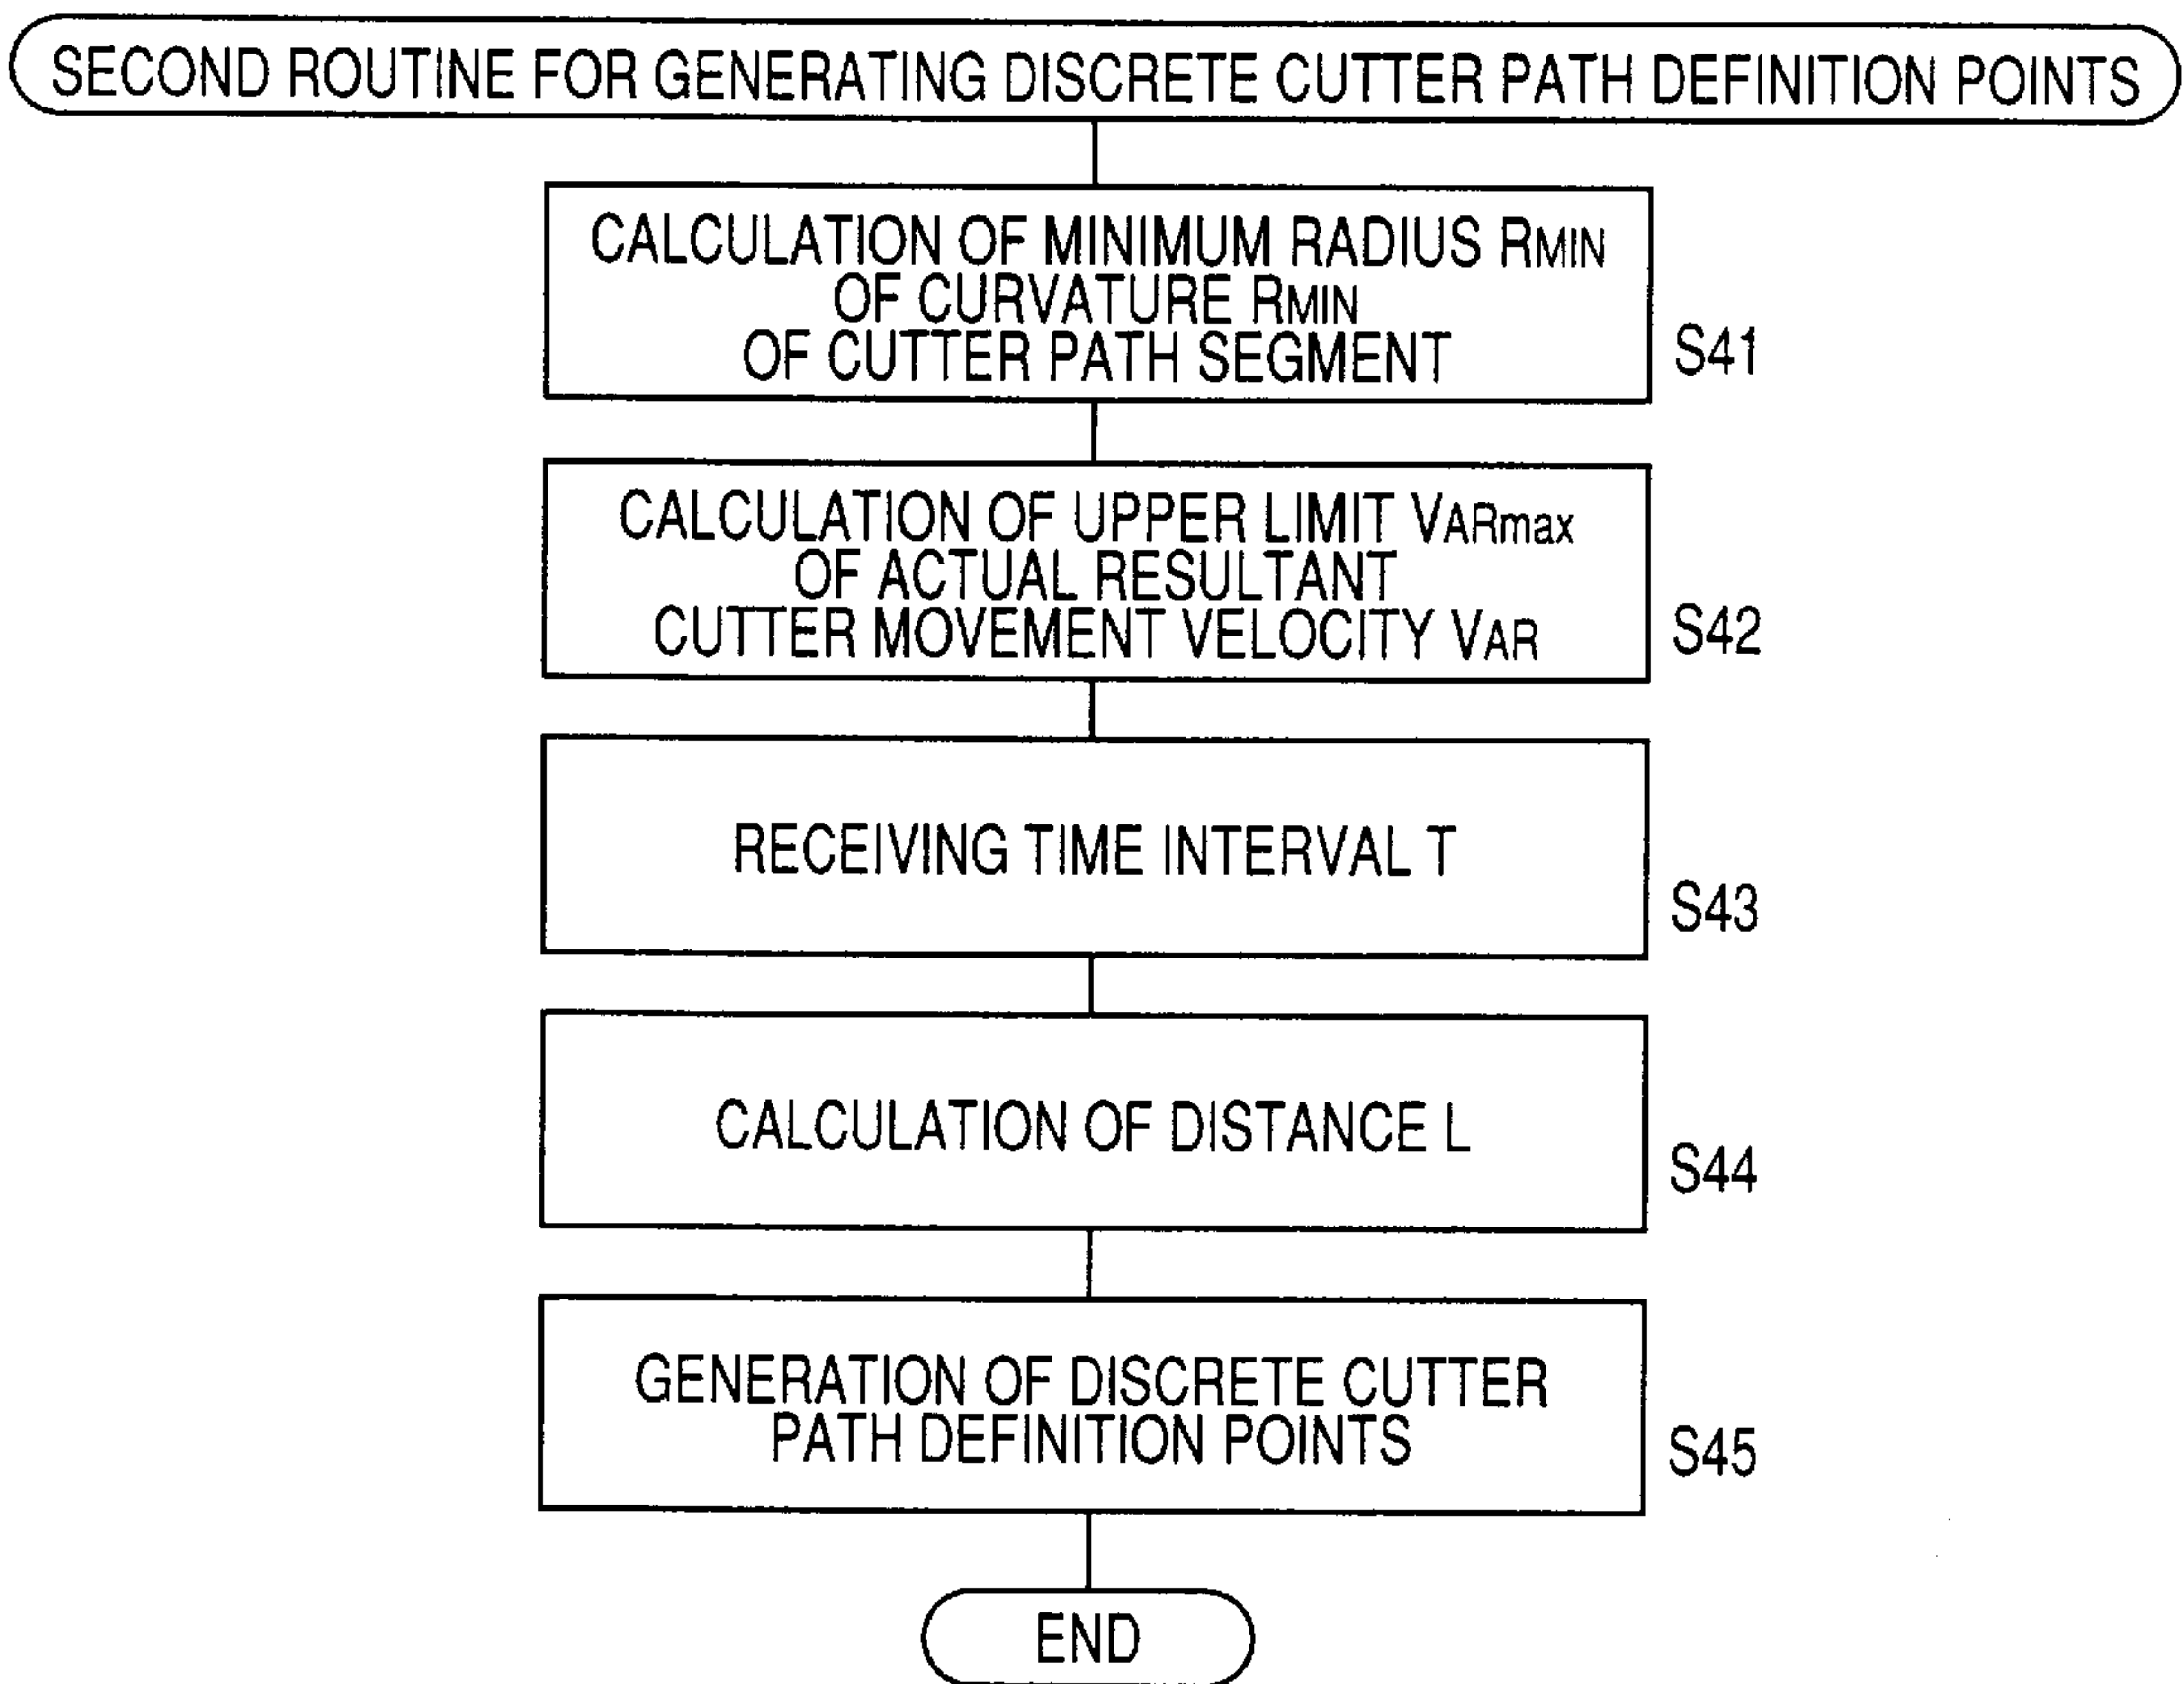 SECOND ROUTINE FOR GENERATING DISCRETE CUTTER PATH DEFINITION POINTS
CALCULATION OF MINIMUM RADIUS RMIN
OF CURVATURE RMIN
OF CUTTER PATH SEGMENT
S41
CALCULATION OF UPPER LIMIT VARmax
OF ACTUAL RESULTANT
CUTTER MOVEMENT VELOCITY VAR
S42
RECEIVING TIME INTERVAL T
S43
CALCULATION OF DISTANCE L
S44
GENERATION OF DISCRETE CUTTER
PATH DEFINITION POINTS
S45
END